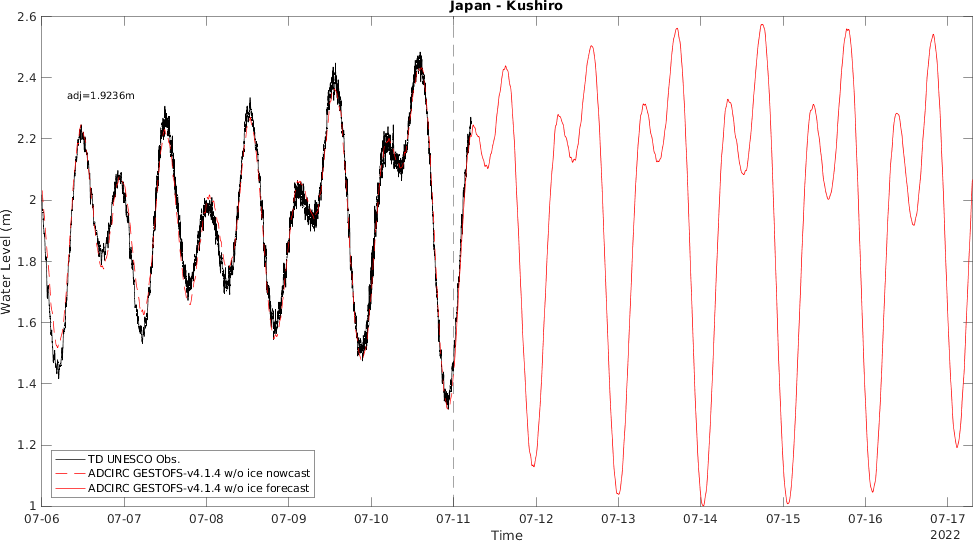 Japan - Kushiro
2.6
2.4
2.2
2
1.8
1.6
1.4
1.2
1
Water Level (m)
adj=1.9236m
TD UNESCO Obs.
ADCIRC GESTOFS-v4.1.4 w/o ice nowcast
ADCIRC GESTOFS-v4.1.4 w/o ice forecast
07-06 07-07 07-08 07-09 07-10 07-11 07-12 07-13 07-14 07-15 07-16 07-17
Time
2022